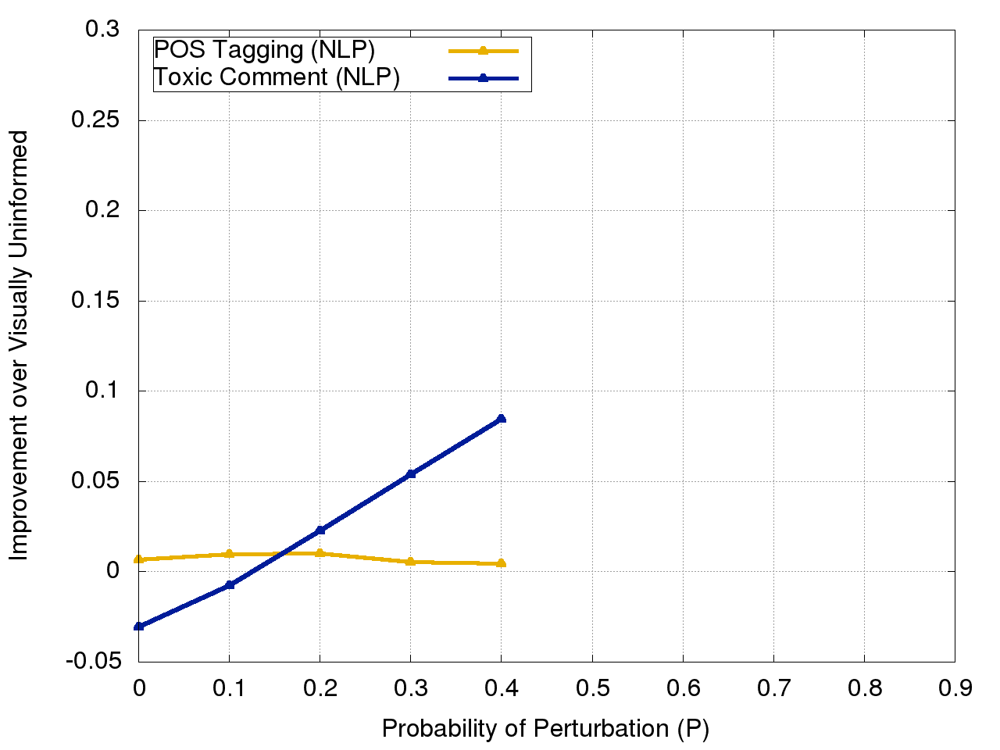 0.3
POS Tagging (NLP)
Toxic Comment (NLP)
0.25
0.2
0.15
0.1
0.05
0
-0.05
Improvement over Visually Uninformed
0 0.1 0.2 0.3 0.4 0.5 0.6 0.7 0.8 0.9
Probability of Perturbation (P)